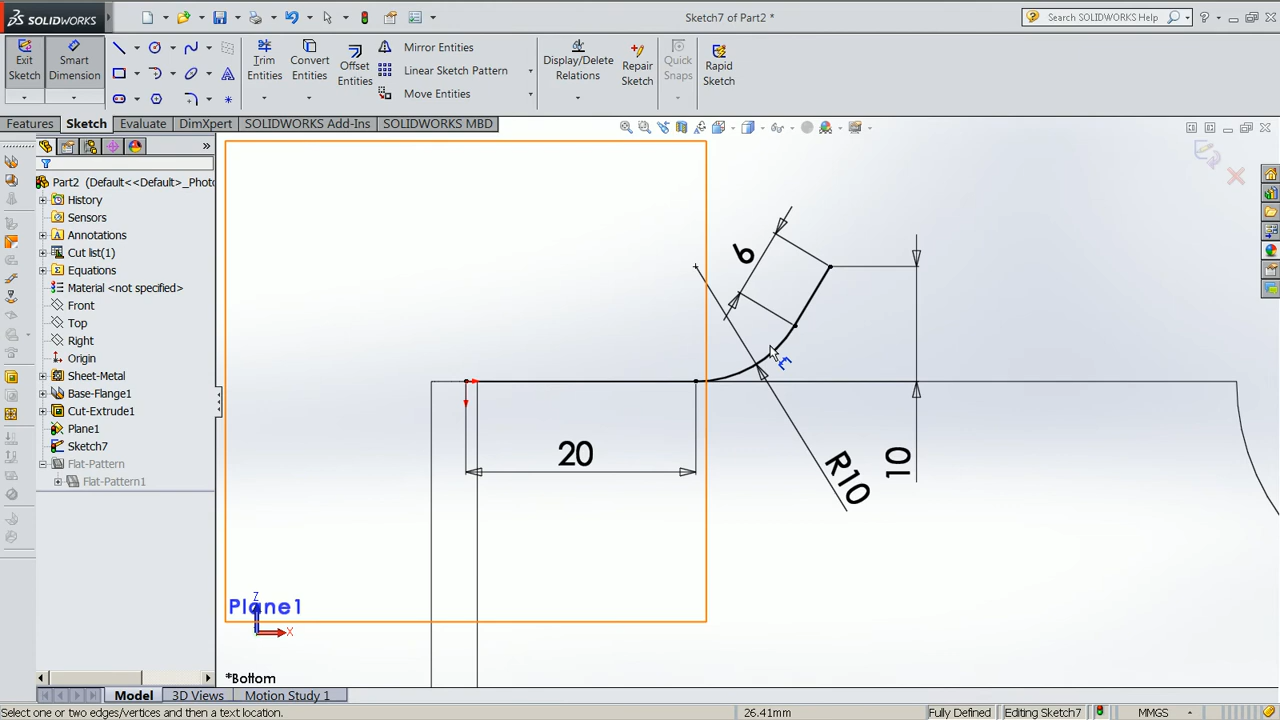 SOLIDWORKS
Sketch7 of Part2 *
Search SOLIDWORKS Help
Exit Sketch
Smart Dimension
Trim Entities
Convert Entities
Offset Entities
Mirror Entities
Linear Sketch Pattern
Move Entities
Display/Delete Relations
Repair Sketch
Quick Snaps
Rapid Sketch
Features
Sketch
Evaluate
DimXpert
SOLIDWORKS Add-Ins
SOLIDWORKS MBD
Part2 (Default<<Default>_Phot
History
Sensors
Annotations
Cut list(1)
Equations
Material <not specified>
Front
Top
Right
Origin
Sheet-Metal
Base-Flange1
Cut-Extrude1
Plane1
Sketch7
Flat-Pattern
Flat-Pattern1
6
20
R10
10
Plane1
Z
X
*Bottom
Model
3D Views
Motion Study 1
Select one or two edges/vertices and then a text location.
26.41mm
Fully Defined
Editing Sketch7
MMGS